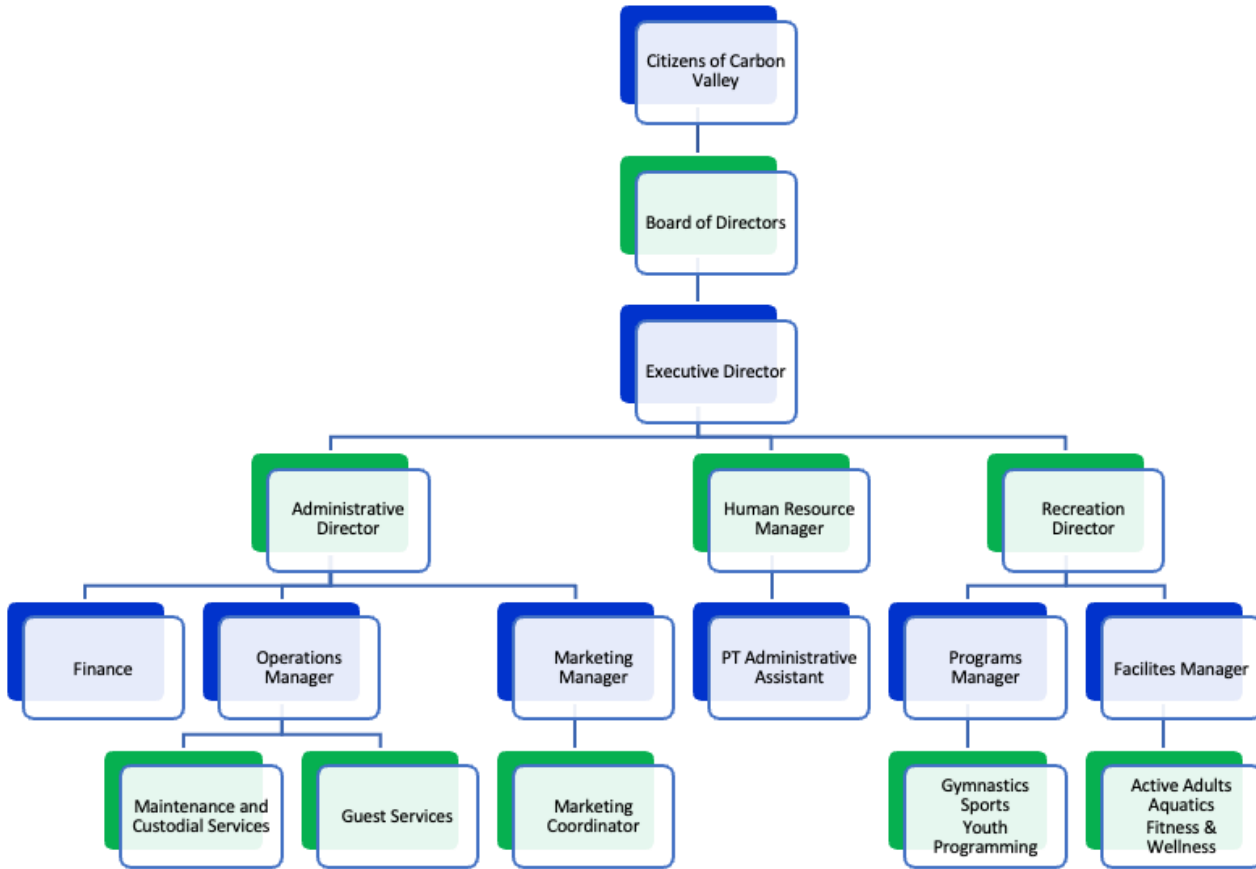 Citizens of Carbon
Valley
Board of Directors
Executive Director
Administrative
Director
Human Resource
Manager
Recreation
Director
Finance
Operations
Manager
Marketing
Manager
PT Administrative
Assistant
Programs
Manager
Facilites Manager
Maintenance and
Custodial Services
Guest Services
Marketing
Coordinator
Gymnastics
Sports
Youth
Programming
Active Adults
Aquatics
Fitness &
Wellness